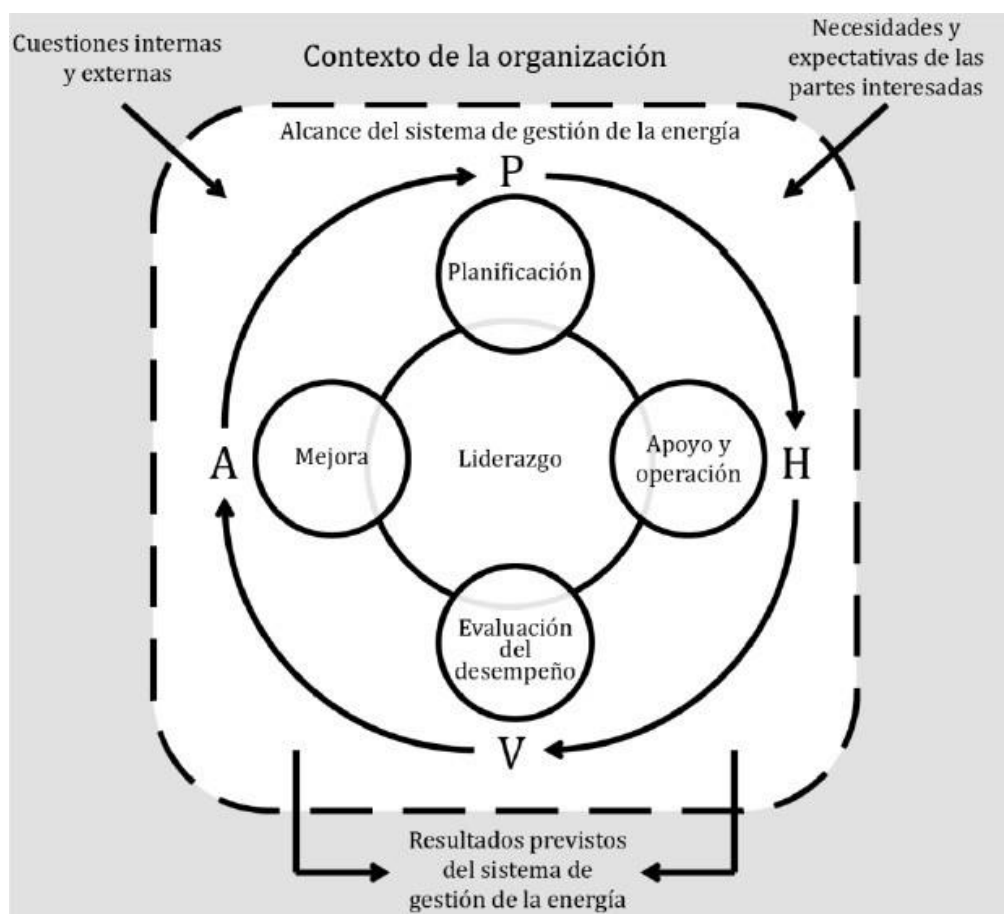 Cuestiones internas
y externas
Contexto de la organización
Necesidades y
expectativas de las
partes interesadas
Alcance del sistema de gestión de la energía
P
Planificación
A
Mejora
Liderazgo
Apoyo y
operación
H
Evaluación
del
desempeño
V
Resultados previstos
del sistema de
gestión de la energía